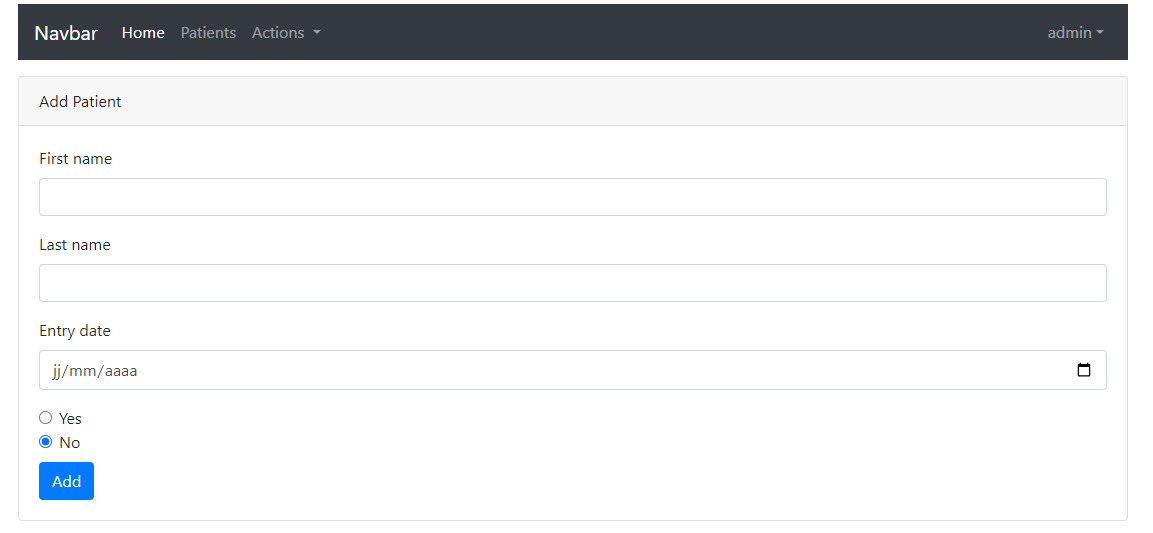 Navbar Home Patients Actions admin
Add Patient
First name
Last name
Entry date
jj/mm/aaaa
Yes
No
Add